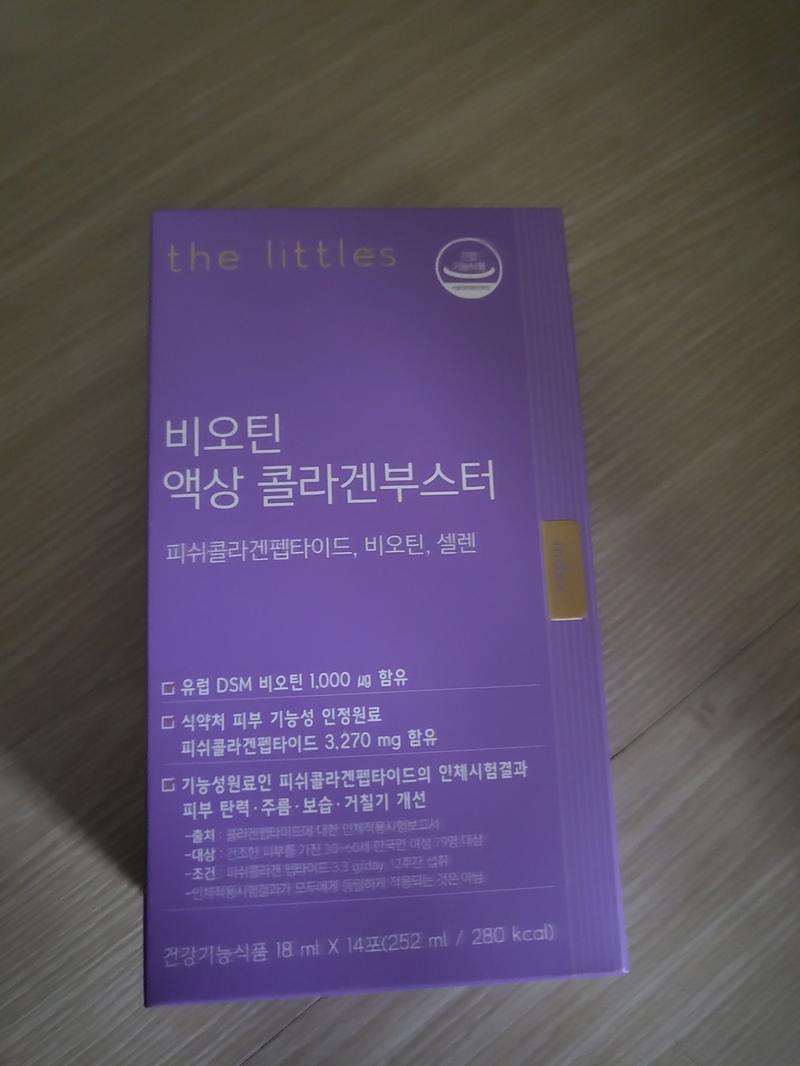 the littles
건강
기능식품
비오틴
액상 콜라겐부스터
피쉬콜라겐펩타이드, 비오틴, 셀렌
유럽 DSM 비오틴 1,000 ㎍ 함유
식약처 피부 기능성 인정원료
피쉬콜라겐펩타이드 3,270 mg 함유
기능성원료인 피쉬콜라겐펩타이드의 인체시험결과
피부 탄력·주름·보습·거칠기 개선
-출처 : 콜라겐펩타이드에 대한 인체적용시험보고서
-대상 : 건조한 피부를 가진 30~60세 한국인 여성 79명 대상
-조건 : 피쉬콜라겐 펩타이드 3.3 g/day, 12주간 섭취
-인체적용시험결과가 모두에게 동일하게 적용되는 것은 아님
건강기능식품 18 ml X 14포(252 ml / 280 kcal)